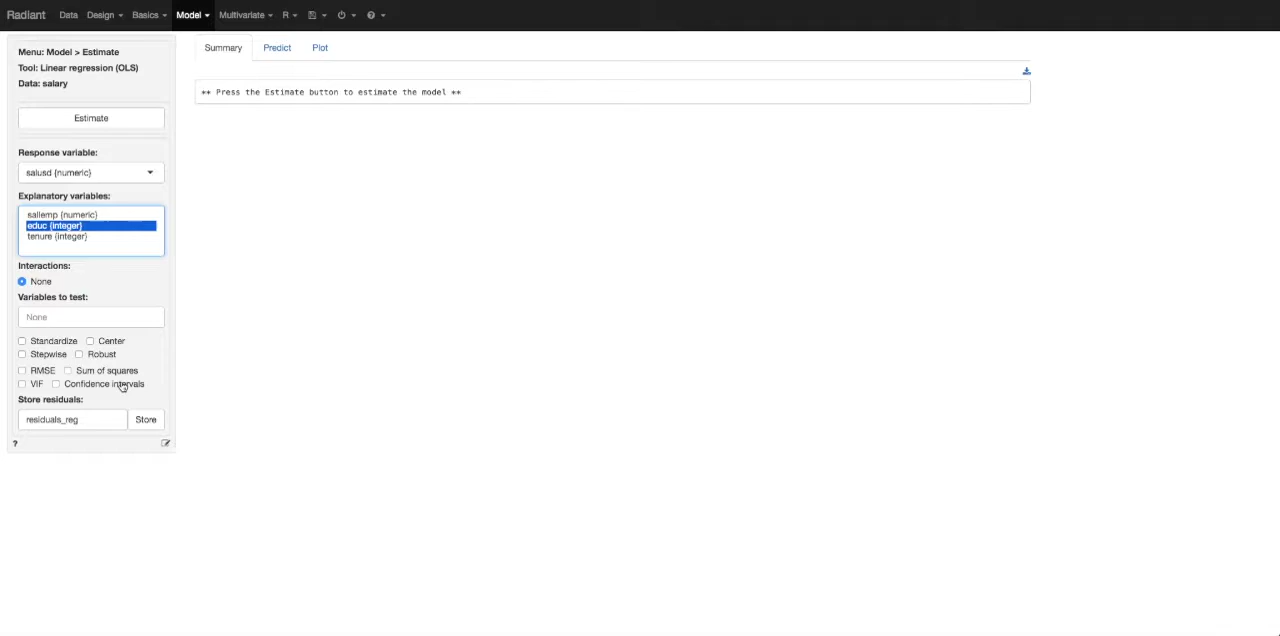 Radiant Data Design Basics Model Multivariate R
Menu: Model > Estimate
Tool: Linear regression (OLS)
Data: salary
Estimate
Response variable:
salusd {numeric}
Explanatory variables:
sallemp {numeric}
educ {integer}
tenure {integer}
Interactions:
None
Variables to test:
None
Standardize Center
Stepwise Robust
RMSE Sum of squares
VIF Confidence intervals
Store residuals:
residuals_reg Store
?
Summary Predict Plot
** Press the Estimate button to estimate the model **